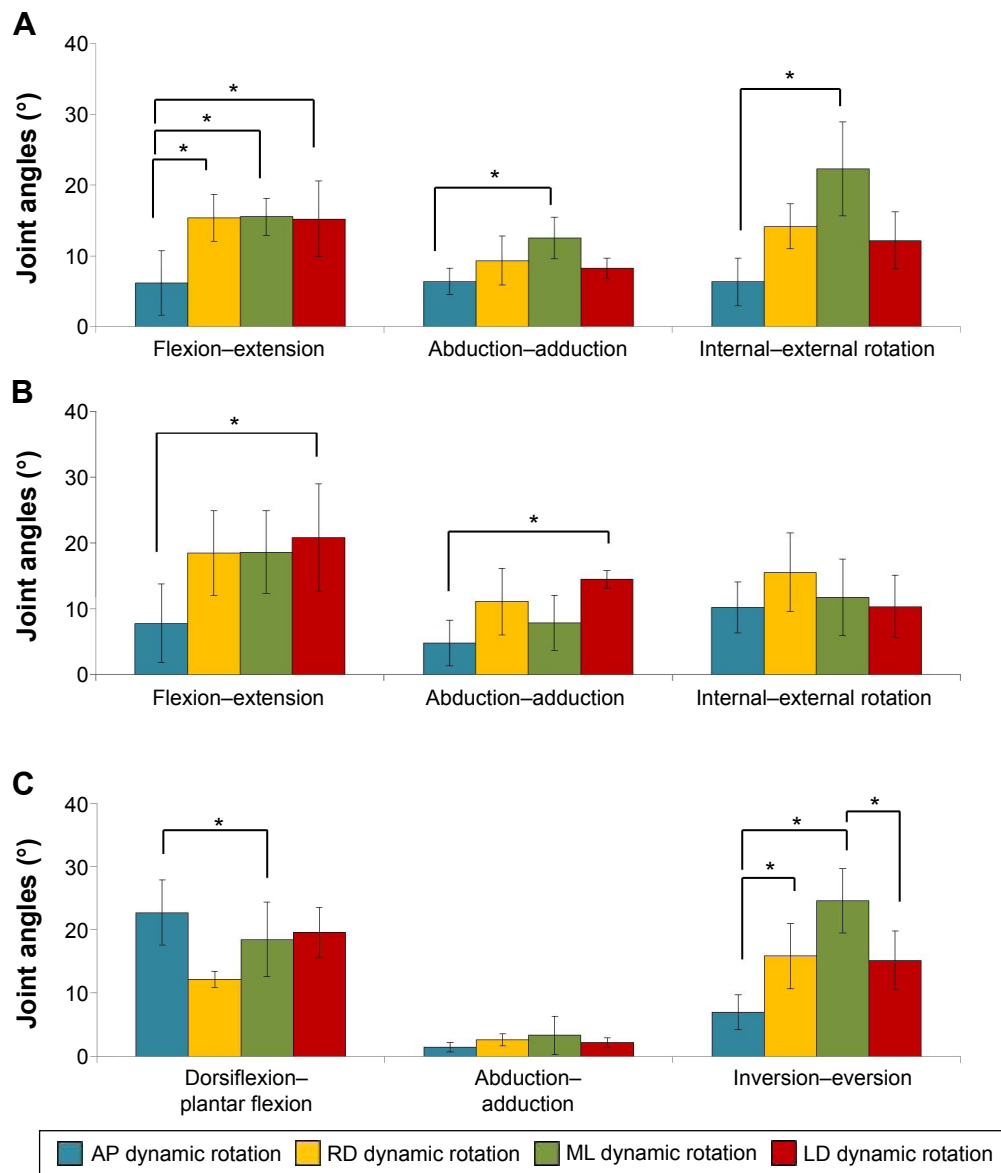 A
Joint angles (°)
40
30
20
10
0
*
*
*
*
*
Flexion–extension
Abduction–adduction
Internal–external rotation
B
Joint angles (°)
40
30
20
10
0
*
*
Flexion–extension
Abduction–adduction
Internal–external rotation
C
Joint angles (°)
40
30
20
10
0
*
*
*
*
Dorsiflexion–
plantar flexion
Abduction–
adduction
Inversion–eversion
AP dynamic rotation
RD dynamic rotation
ML dynamic rotation
LD dynamic rotation